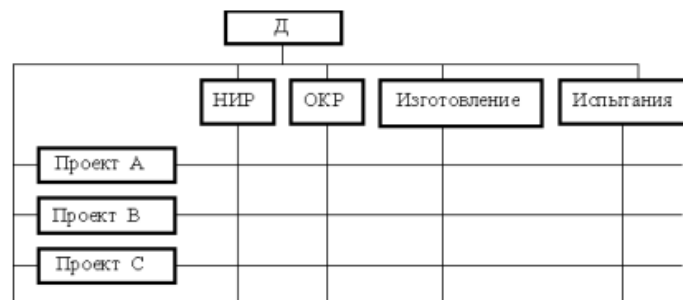 Д
НИР ОКР Изготовление Испытания
Проект А
Проект В
Проект С